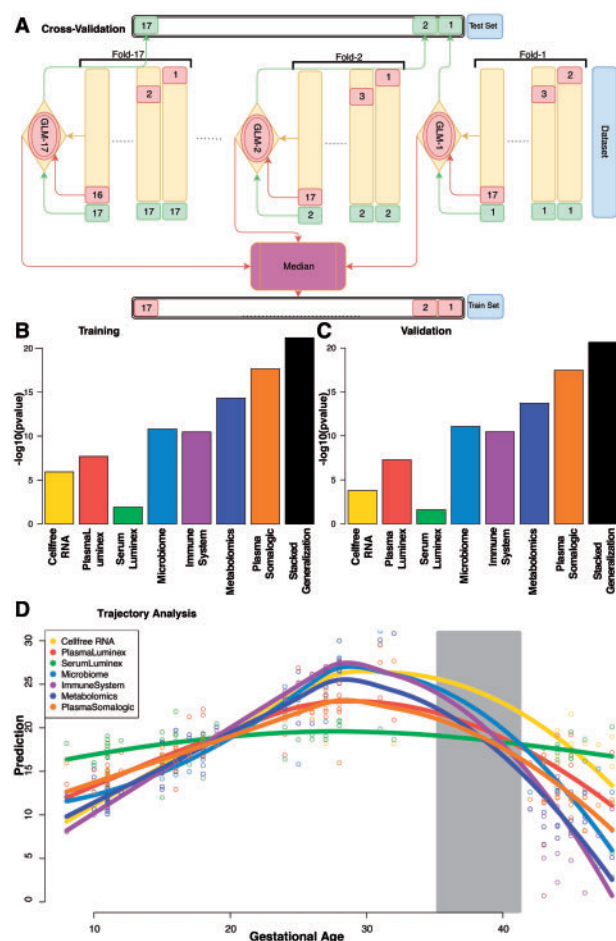 A
Cross-Validation
17
2
1
Test Set
Fold-17
Fold-2
Fold-1
1
2
1
3
2
3
GLM-17
GLM-2
GLM-1
Dataset
......
.......
......
......
16
17
17
17
17
17
2
2
2
1
1
1
Median
17
2
1
Train Set
B
Training
-log10(pvalue)
20
15
10
5
0
Cellfree
RNA
PlasmaL
uminex
Serum
Luminex
Microbiome
Immune
System
Metabolomics
Plasma
Somalogic
Stacked
Generalization
C
Validation
-log10(pvalue)
20
15
10
5
0
Cellfree
RNA
Plasma
Luminex
Serum
Luminex
Microbiome
Immune
System
Metabolomics
Plasma
Somalogic
Stacked
Generalization
D
Trajectory Analysis
Prediction
30
25
20
15
10
5
0
Cellfree RNA
PlasmaLuminex
SerumLuminex
Microbiome
ImmuneSystem
Metabolomics
PlasmaSomalogic
10
20
30
40
Gestational Age